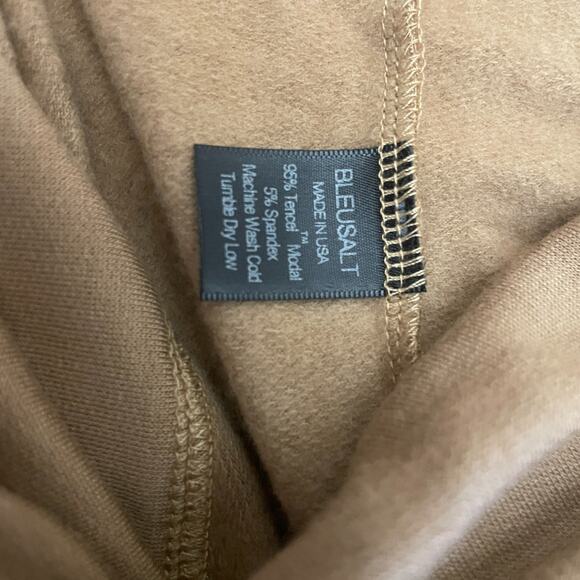 BLEUSALT
MADE IN USA
95% Tencel™ Modal
5% Spandex
Machine Wash Cold
Tumble Dry Low